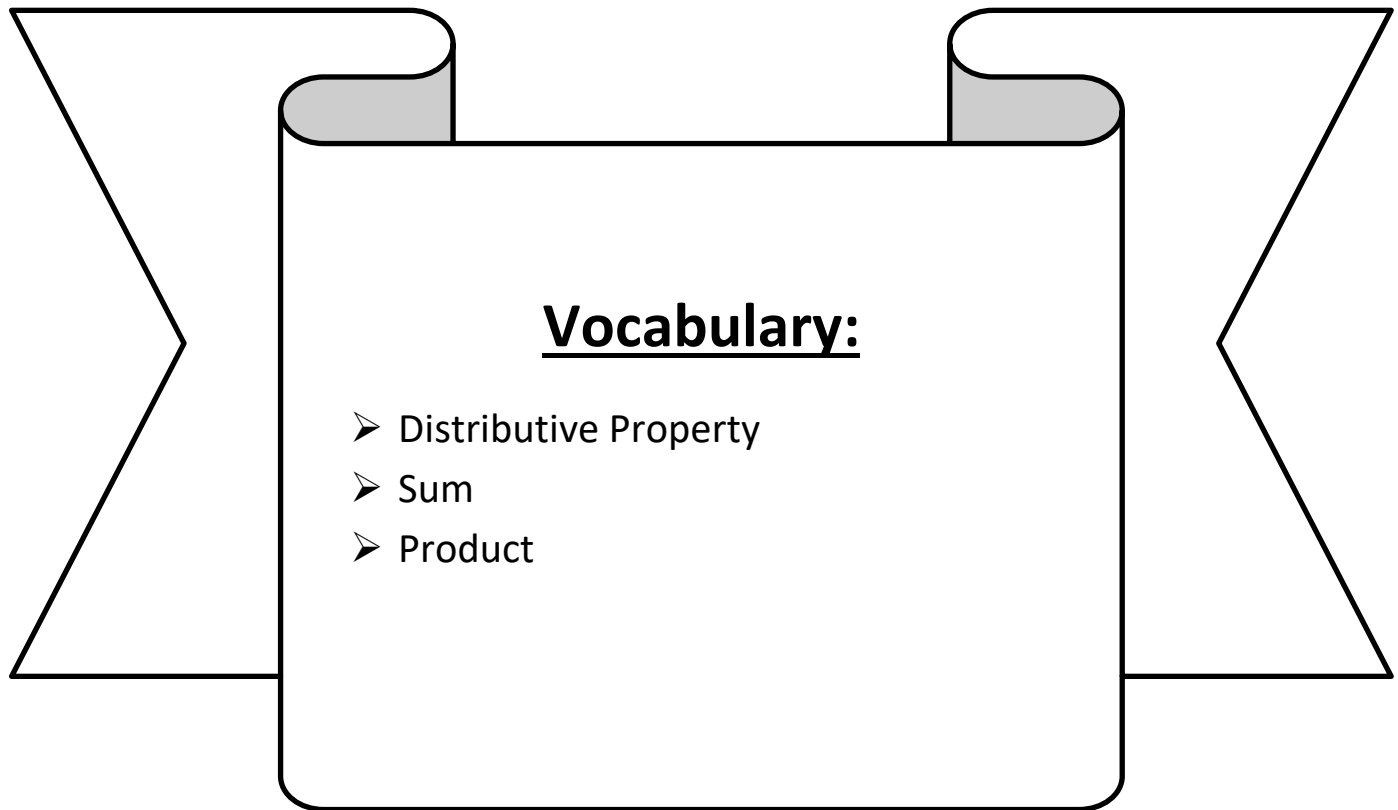 Vocabulary:
➢ Distributive Property
➢ Sum
➢ Product